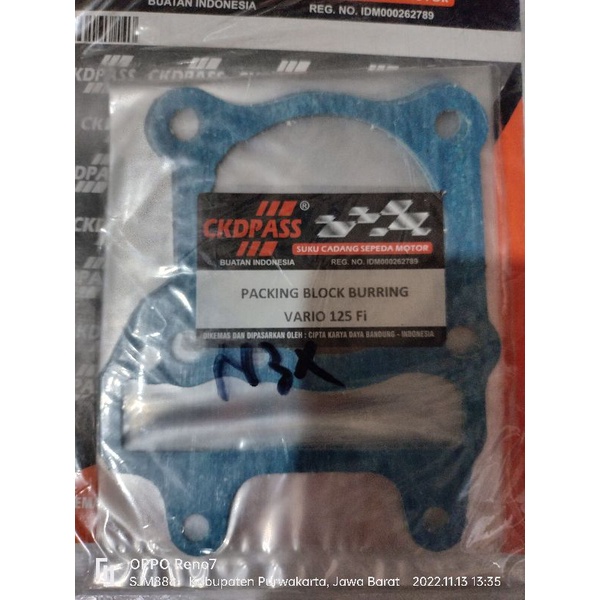 BUATAN INDONESIA
REG. NO. IDM000262789
MOTOR
CKDPASS
CKDPASS®
SUKU CADANG SEPEDA MOTOR
BUATAN INDONESIA
REG. NO. IDM000262789
PACKING BLOCK BURRING
VARIO 125 Fi
DIKEMAS DAN DIPASARKAN OLEH : CIPTA KARYA DAYA BANDUNG - INDONESIA
OPPO Reno7
Kabupaten Purwakarta, Jawa Barat
2022.11.13 13:35